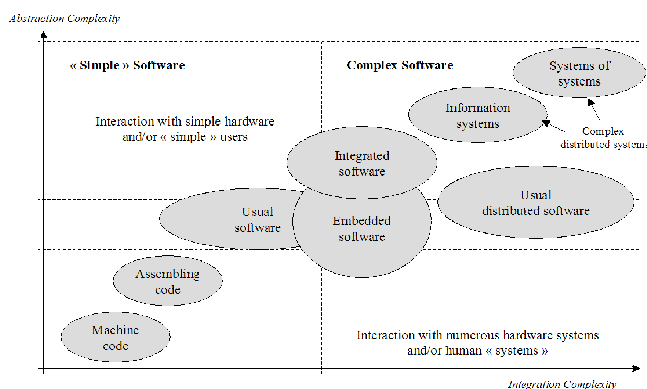 Abstraction Complexity
« Simple » Software
Complex Software
Systems of
systems
Interaction with simple hardware
and/or « simple » users
Information
systems
Complex
distributed systems
Integrated
software
Usual
software
Embedded
software
Usual
distributed software
Assembling
code
Machine
code
Interaction with numerous hardware systems
and/or human « systems »
Integration Complexity